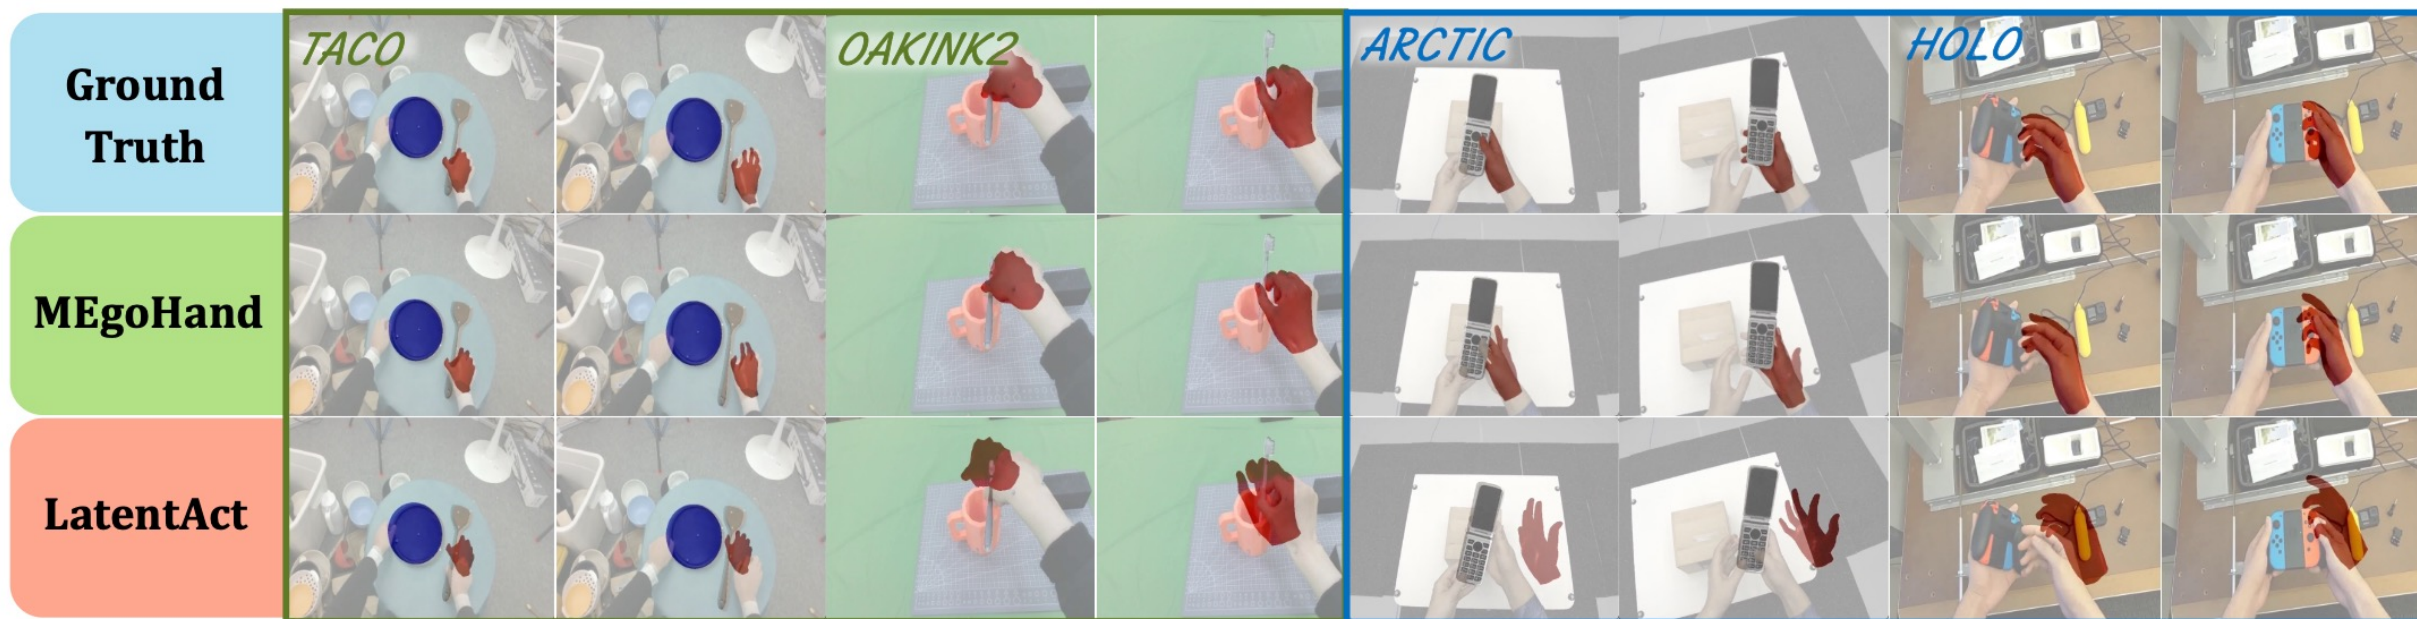 TACO
OAKINK2
ARCTIC
HOLO
Ground
Truth
MEgoHand
LatentAct